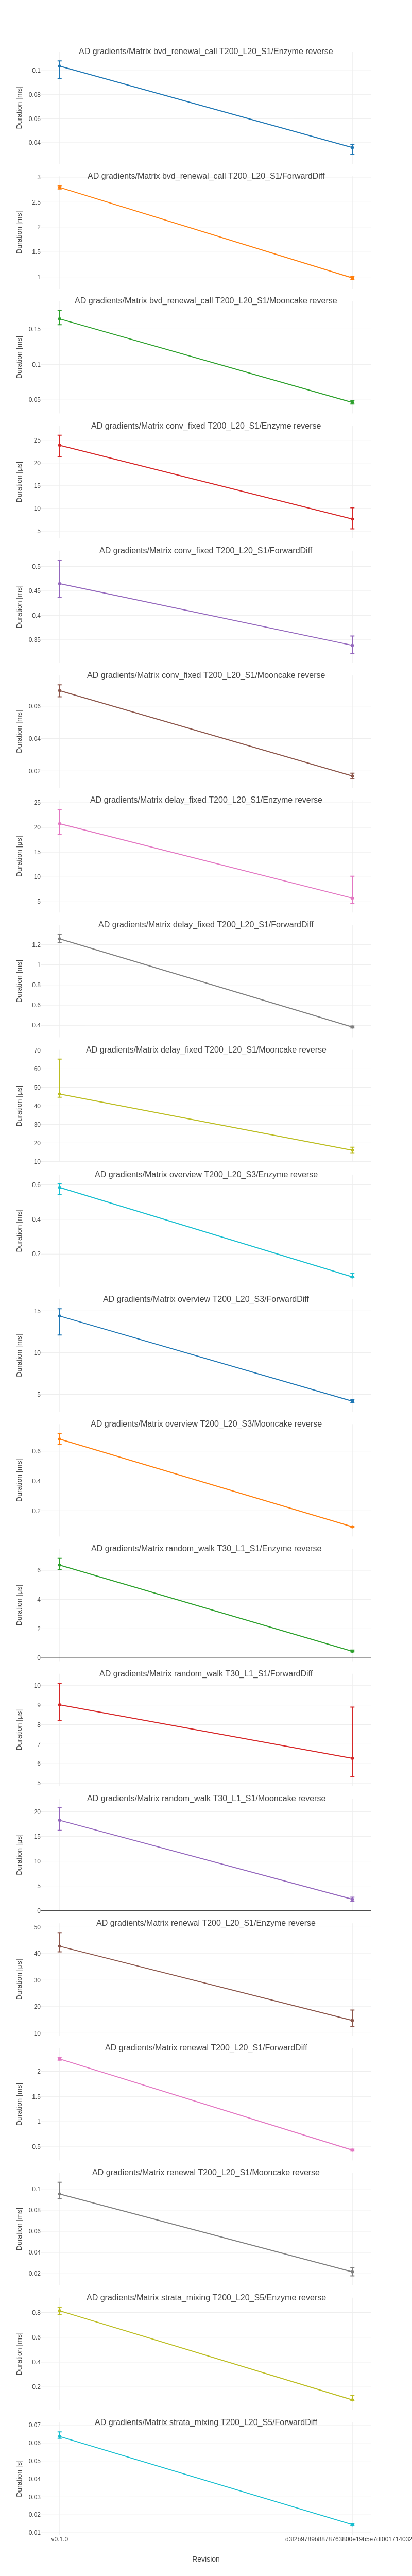 AD gradients/Matrix bvd_renewal_call T200_L20_S1/Enzyme reverse
Duration [ms]
0.1
0.08
0.06
0.04
AD gradients/Matrix bvd_renewal_call T200_L20_S1/ForwardDiff
Duration [ms]
3
2.5
2
1.5
1
AD gradients/Matrix bvd_renewal_call T200_L20_S1/Mooncake reverse
Duration [ms]
0.15
0.1
0.05
AD gradients/Matrix conv_fixed T200_L20_S1/Enzyme reverse
Duration [µs]
25
20
15
10
5
AD gradients/Matrix conv_fixed T200_L20_S1/ForwardDiff
Duration [ms]
0.5
0.45
0.4
0.35
AD gradients/Matrix conv_fixed T200_L20_S1/Mooncake reverse
Duration [ms]
0.06
0.04
0.02
AD gradients/Matrix delay_fixed T200_L20_S1/Enzyme reverse
Duration [µs]
25
20
15
10
5
AD gradients/Matrix delay_fixed T200_L20_S1/ForwardDiff
Duration [ms]
1.2
1
0.8
0.6
0.4
AD gradients/Matrix delay_fixed T200_L20_S1/Mooncake reverse
Duration [µs]
70
60
50
40
30
20
10
AD gradients/Matrix overview T200_L20_S3/Enzyme reverse
Duration [ms]
0.6
0.4
0.2
AD gradients/Matrix overview T200_L20_S3/ForwardDiff
Duration [ms]
15
10
5
AD gradients/Matrix overview T200_L20_S3/Mooncake reverse
Duration [ms]
0.6
0.4
0.2
AD gradients/Matrix random_walk T30_L1_S1/Enzyme reverse
Duration [µs]
6
4
2
0
AD gradients/Matrix random_walk T30_L1_S1/ForwardDiff
Duration [µs]
10
9
8
7
6
5
AD gradients/Matrix random_walk T30_L1_S1/Mooncake reverse
Duration [µs]
20
15
10
5
0
AD gradients/Matrix renewal T200_L20_S1/Enzyme reverse
Duration [µs]
50
40
30
20
10
AD gradients/Matrix renewal T200_L20_S1/ForwardDiff
Duration [ms]
2
1.5
1
0.5
AD gradients/Matrix renewal T200_L20_S1/Mooncake reverse
Duration [ms]
0.1
0.08
0.06
0.04
0.02
AD gradients/Matrix strata_mixing T200_L20_S5/Enzyme reverse
Duration [ms]
0.8
0.6
0.4
0.2
AD gradients/Matrix strata_mixing T200_L20_S5/ForwardDiff
Duration [s]
0.07
0.06
0.05
0.04
0.03
0.02
0.01
v0.1.0
d3f2b9789b8878763800e19b5e7df001714032
Revision